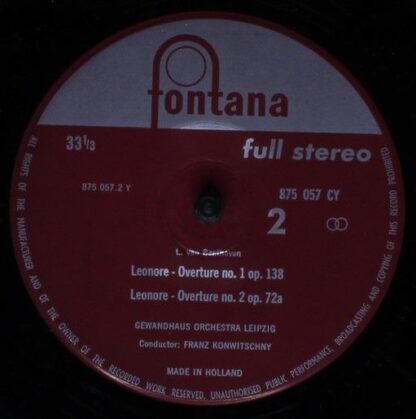 fontana
33 1/3
full stereo
875 057.2 Y
875 057 CY
2
L. van Beethoven
Leonore - Overture no. 1 op. 138
Leonore - Overture no. 2 op. 72a
GEWANDHAUS ORCHESTRA LEIPZIG
Conductor: FRANZ KONWITSCHNY
MADE IN HOLLAND
ALL RIGHTS OF THE MANUFACTURER AND OF THE OWNER OF THE RECORDED WORK RESERVED. UNAUTHORISED PUBLIC PERFORMANCE, BROADCASTING AND COPYING OF THIS RECORD PROHIBITED